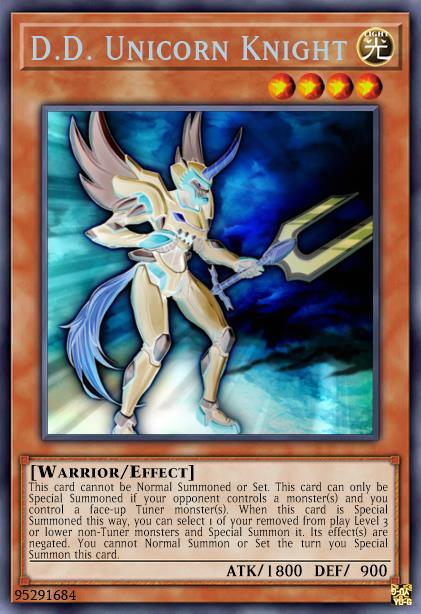 D.D. UNICORN KNIGHT
LIGHT
光
[WARRIOR/EFFECT]
This card cannot be Normal Summoned or Set. This card can only be
Special Summoned if your opponent controls a monster(s) and you
control a face-up Tuner monster(s). When this card is Special
Summoned this way, you can select 1 of your removed from play Level 3
or lower non-Tuner monsters and Special Summon it. Its effect(s) are
negated. You cannot Normal Summon or Set the turn you Special
Summon this card.
ATK/1800 DEF/ 900
95291684